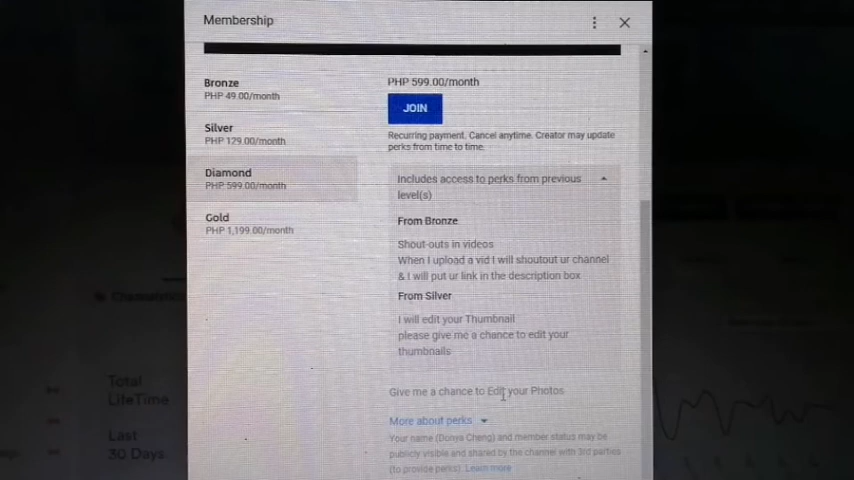 Membership
Bronze
PHP 49.00/month
Silver
PHP 129.00/month
Diamond
PHP 599.00/month
Gold
PHP 1,199.00/month
PHP 599.00/month
JOIN
Recurring payment. Cancel anytime. Creator may update
perks from time to time.
Includes access to perks from previous
level(s)
From Bronze
Shout-outs in videos
When I upload a vid I will shoutout ur channel
& I will put ur link in the description box
From Silver
I will edit your Thumbnail
please give me a chance to edit your
thumbnails
Give me a chance to Edit your Photos
More about perks
Your name (Donya Cheng) and member status may be
publicly visible and shared by the channel with 3rd parties
(to provide perks). Learn more
Total
LifeTime
Last
30 Days